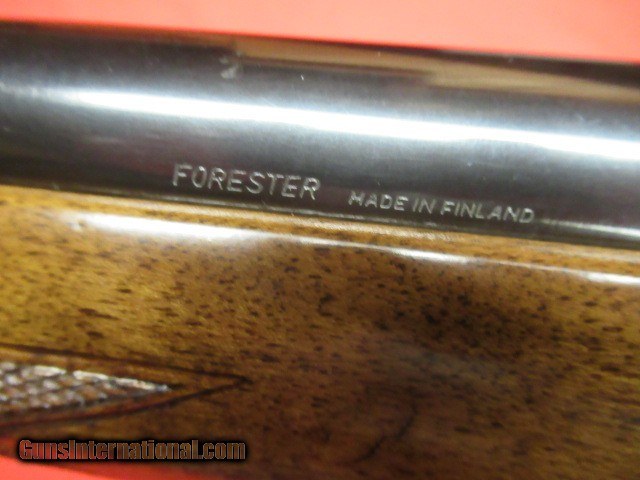 FORESTER MADE IN FINLAND
GunsInternational.com